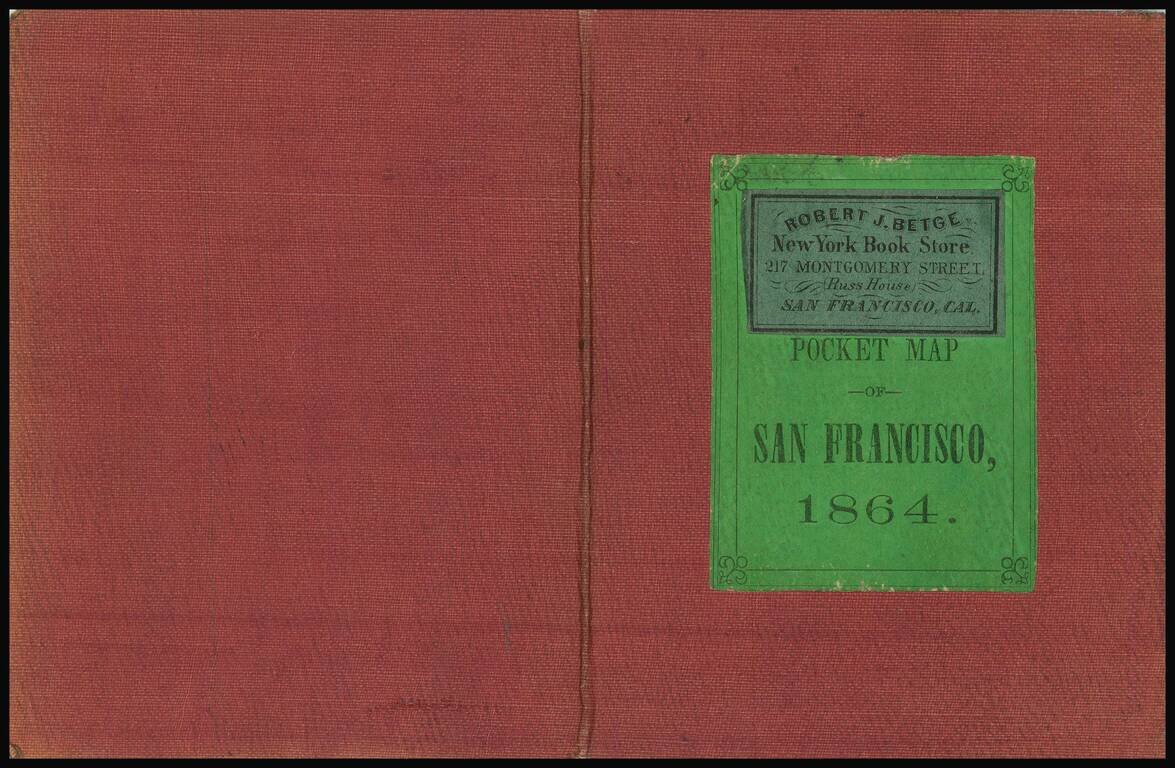 ROBERT J. BETGE
New York Book Store.
217 MONTGOMERY STREET,
Russ House
SAN FRANCISCO, CAL.
POCKET MAP
—OF—
SAN FRANCISCO,
1864.